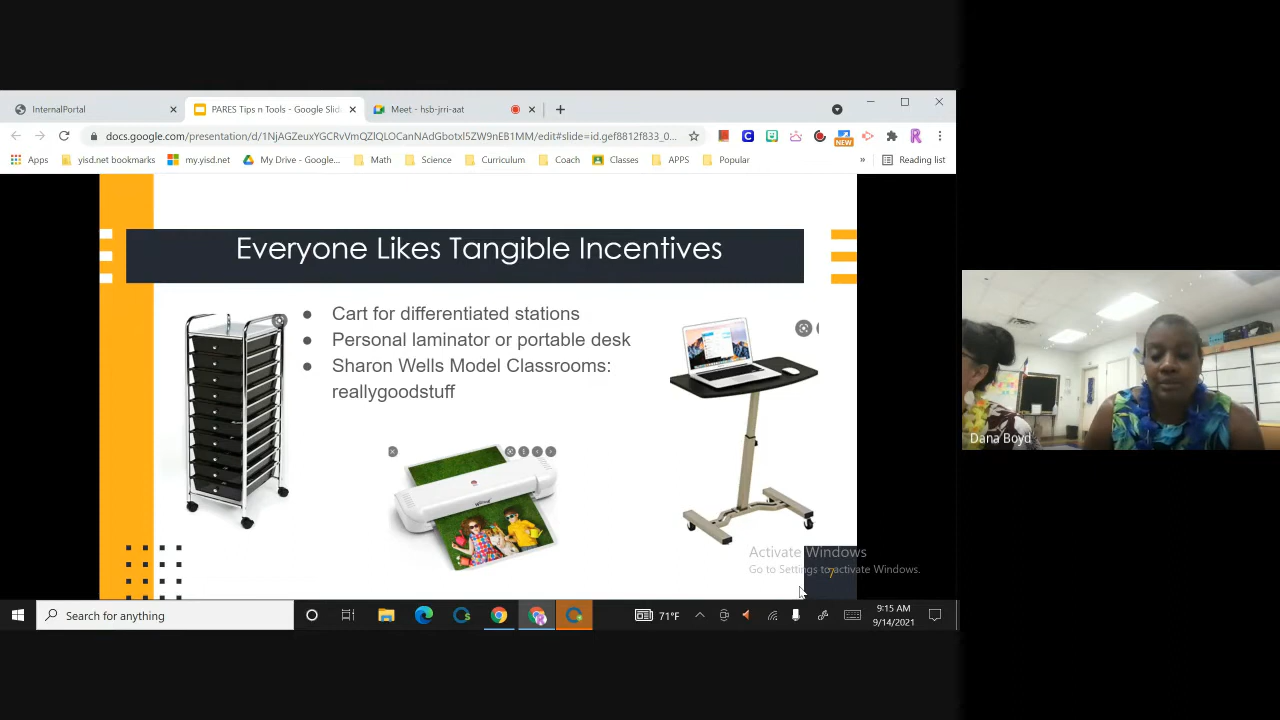 InternalPortal
PARES Tips n Tools - Google Slid
Meet - hsb-jrri-aat
docs.google.com/presentation/d/1NjAGZeuxYGCRvVmQZlQLOCanNAdGbotxI5ZW9nEB1MM/edit#slide=id.gef8812f833_0...
NEW
Apps
yisd.net bookmarks
my.yisd.net
My Drive - Google...
Math
Science
Curriculum
Coach
Classes
APPS
Popular
»
Reading list
Everyone Likes Tangible Incentives
● Cart for differentiated stations
● Personal laminator or portable desk
● Sharon Wells Model Classrooms:
reallygoodstuff
Dana Boyd
Activate Windows
Go to Settings to activate Windows.
7
Search for anything
71°F
9:15 AM
9/14/2021